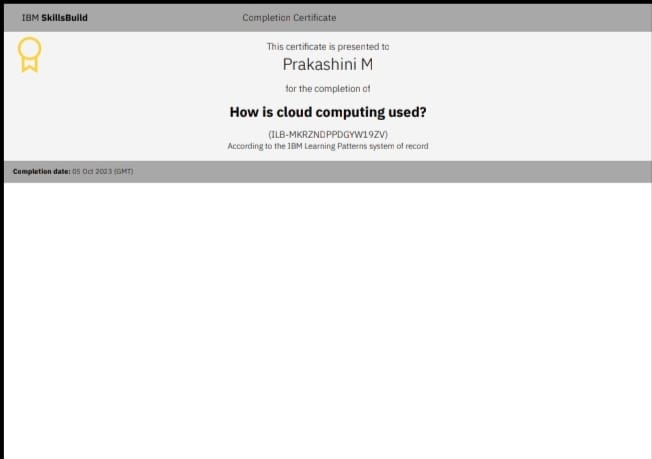 IBM SkillsBuild
Completion Certificate
This certificate is presented to
Prakashini M
for the completion of
How is cloud computing used?
(ILB-MKRZNDPPDGYW19ZV)
According to the IBM Learning Patterns system of record
Completion date: 05 Oct 2023 (GMT)